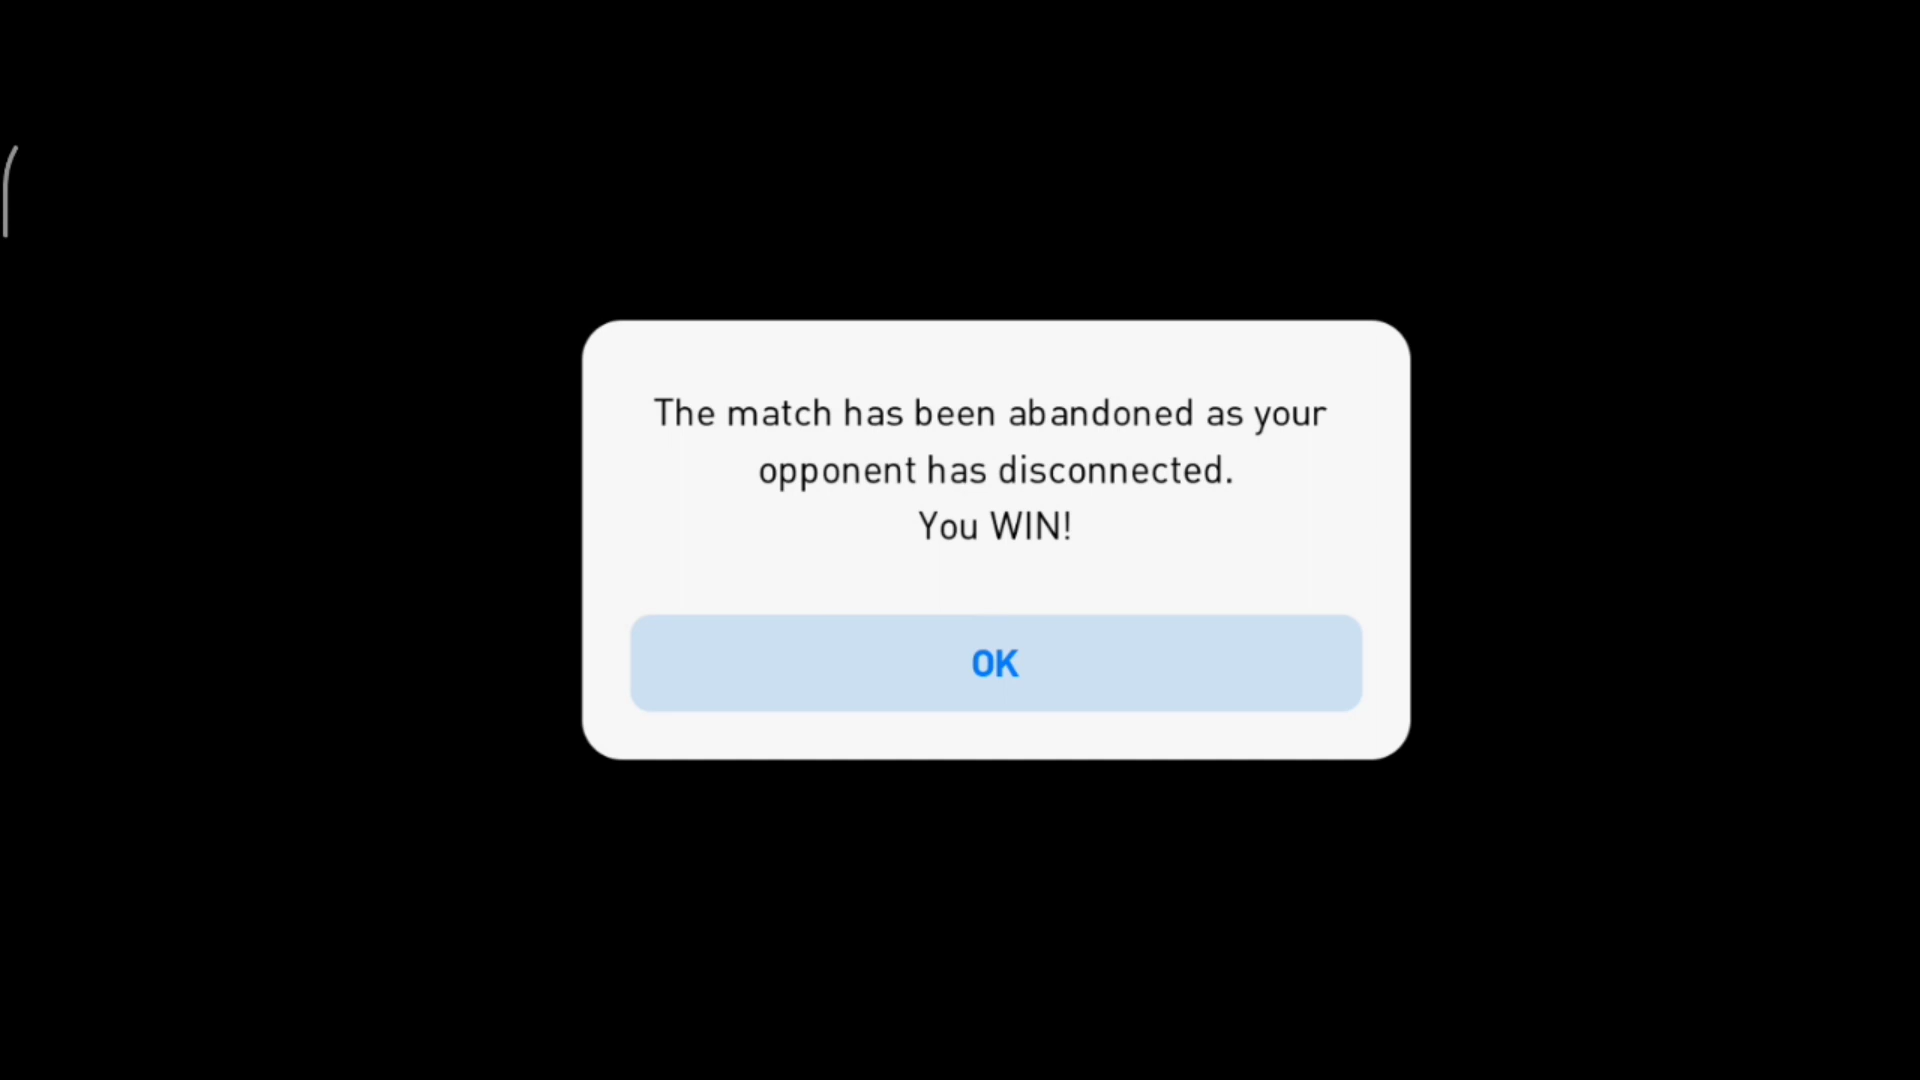 The match has been abandoned as your
opponent has disconnected.
You WIN!
OK